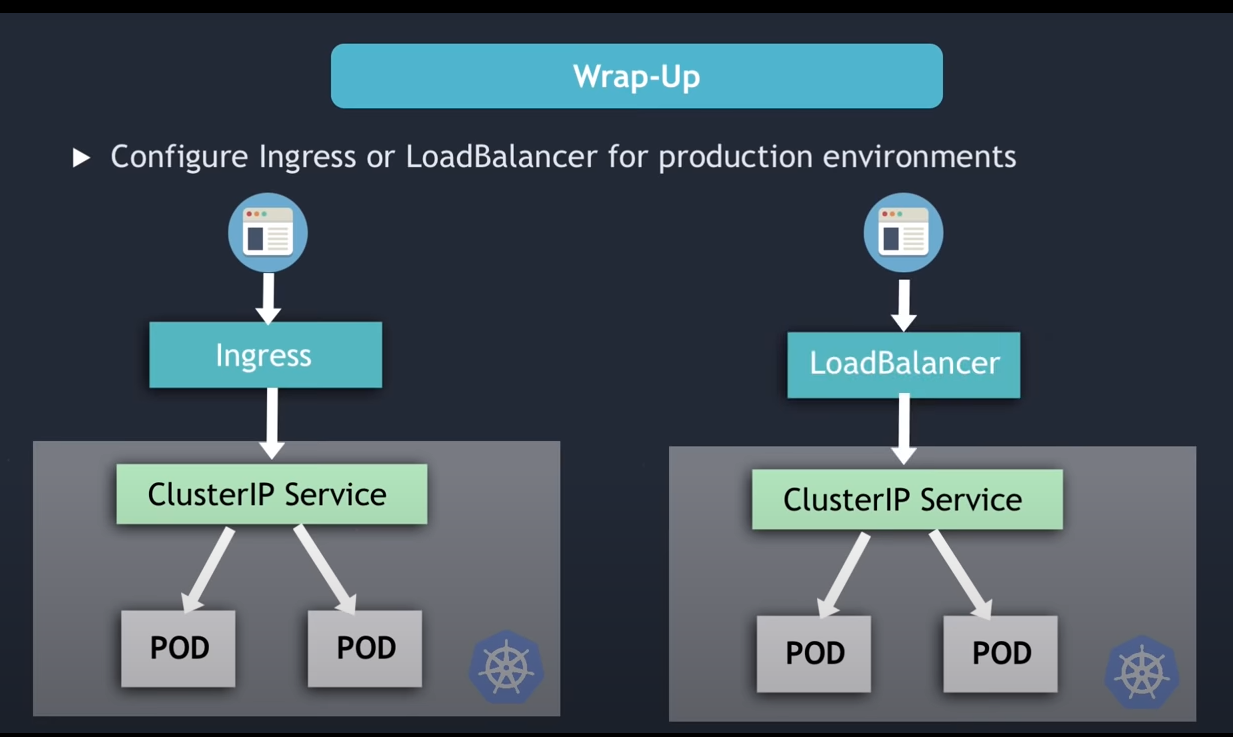 Wrap-Up
Configure Ingress or LoadBalancer for production environments
Ingress
ClusterIP Service
POD
POD
LoadBalancer
ClusterIP Service
POD
POD